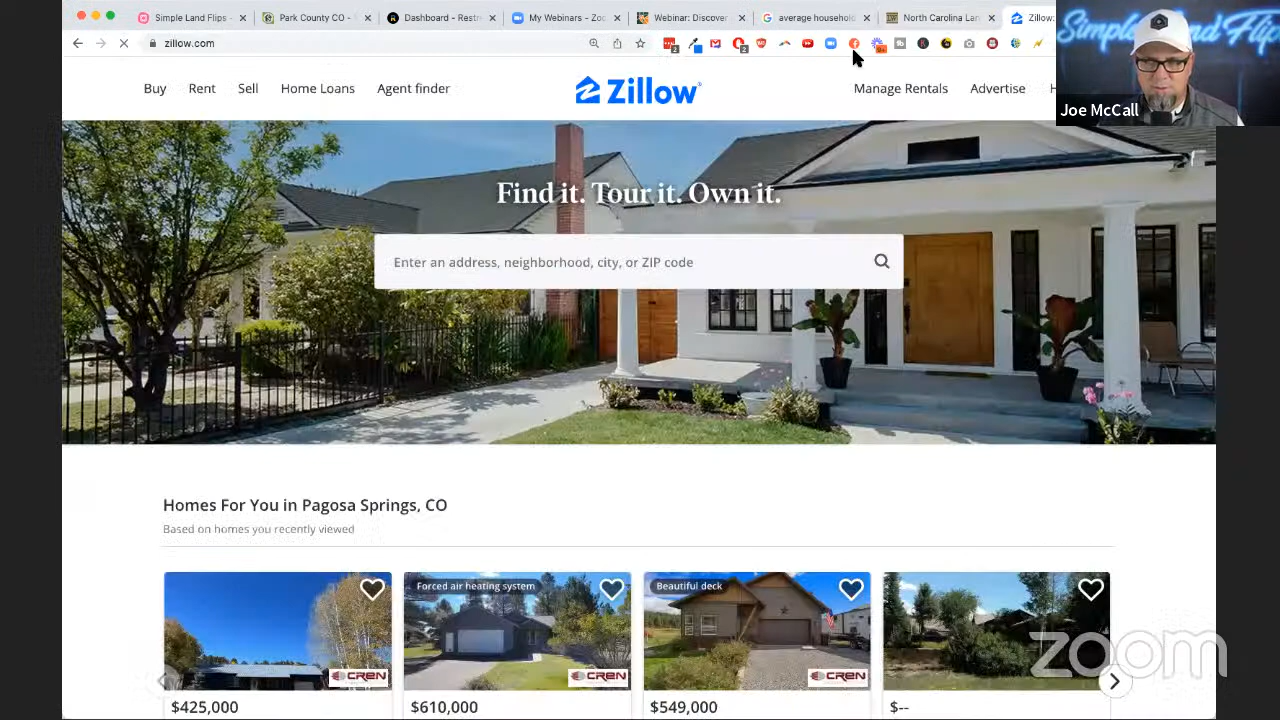 Simple Land Flips -
Park County CO -
Dashboard - Restr
My Webinars - Zoo
Webinar: Discover
average househol
North Carolina Lan
Zillow:
zillow.com
Buy Rent Sell Home Loans Agent finder
Zillow
Manage Rentals Advertise H
Joe McCall
Find it. Tour it. Own it.
Enter an address, neighborhood, city, or ZIP code
Homes For You in Pagosa Springs, CO
Based on homes you recently viewed
Forced air heating system
Beautiful deck
CREN
CREN
CREN
zoom
$425,000
$610,000
$549,000
$--